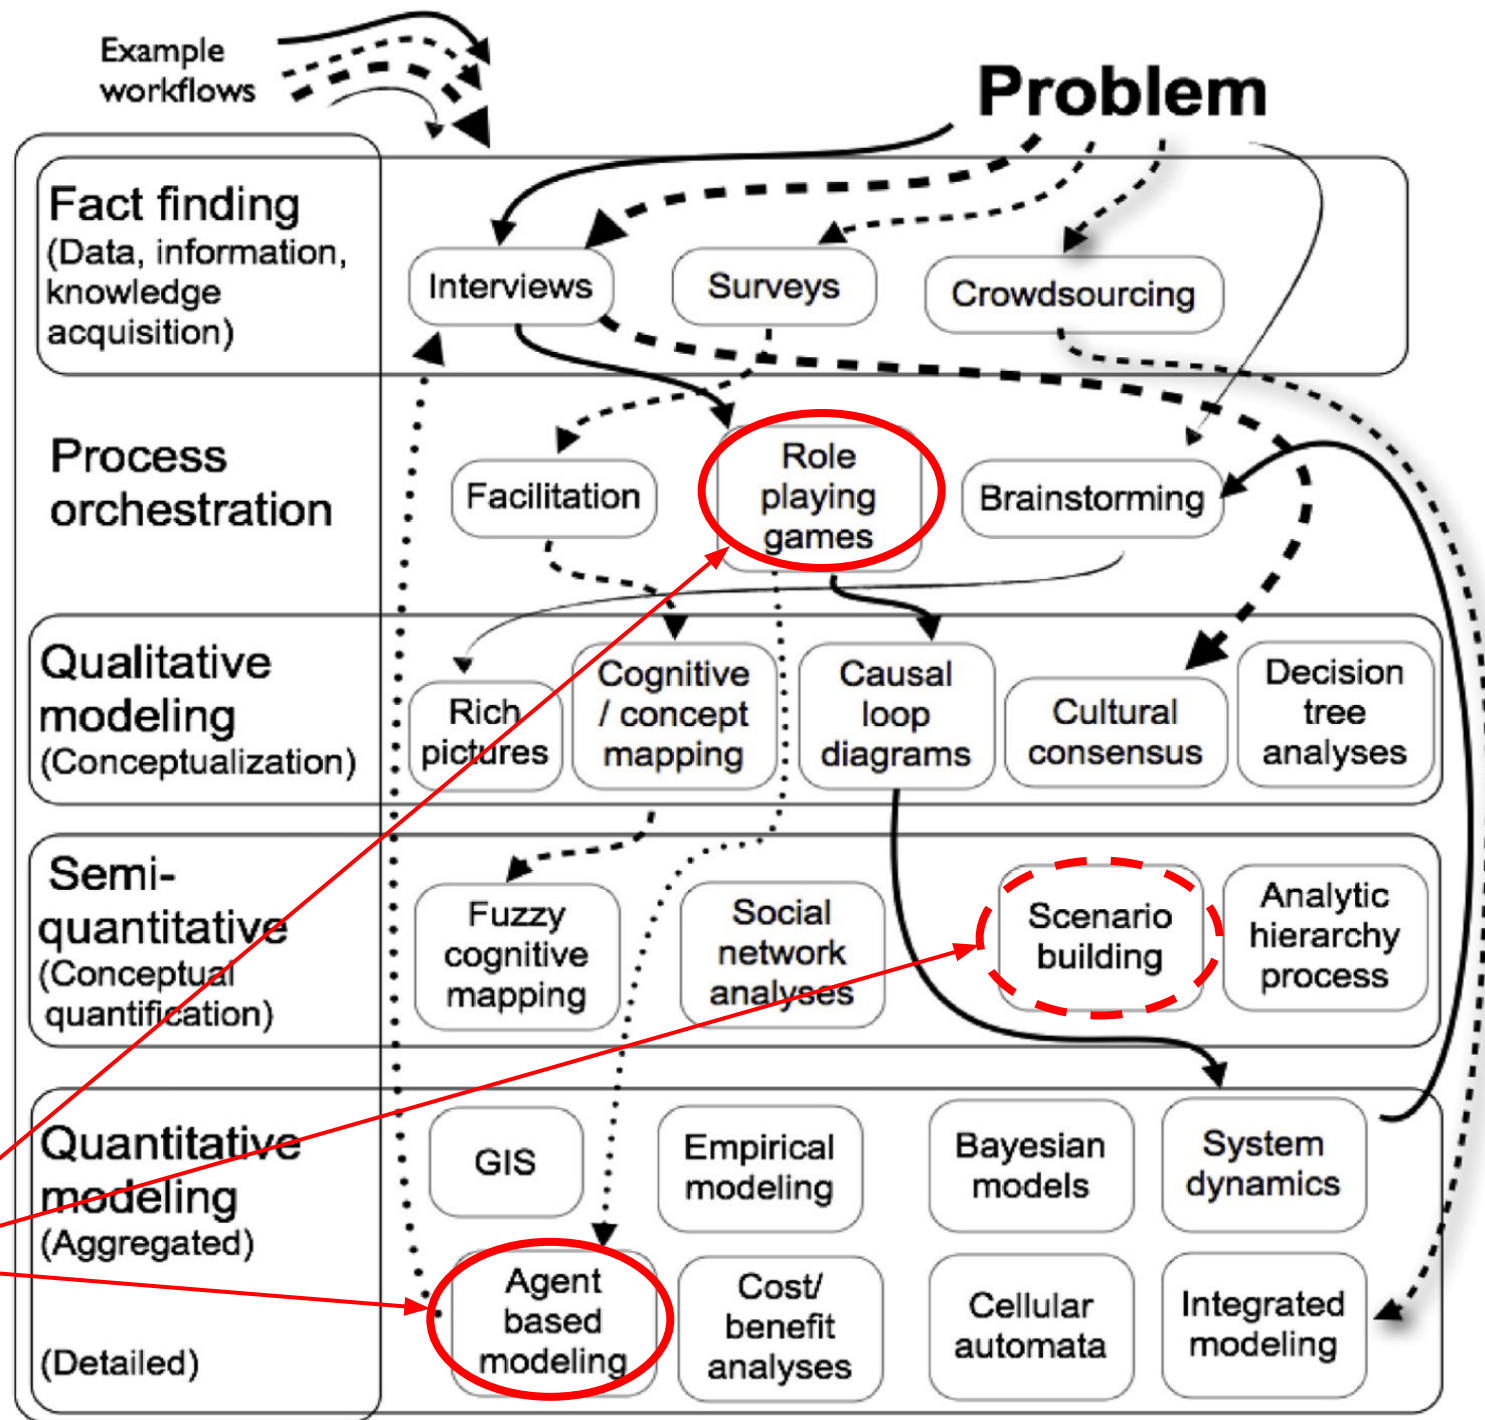 Example
workflows
Problem
Fact finding
(Data, information,
knowledge
acquisition)
Interviews
Surveys
Crowdsourcing
Process
orchestration
Facilitation
Role
playing
games
Brainstorming
Qualitative
modeling
(Conceptualization)
Rich
pictures
Cognitive
/ concept
mapping
Causal
loop
diagrams
Cultural
consensus
Decision
tree
analyses
Semi-
quantitative
(Conceptual
quantification)
Fuzzy
cognitive
mapping
Social
network
analyses
Scenario
building
Analytic
hierarchy
process
Quantitative
modeling
(Aggregated)
(Detailed)
GIS
Empirical
modeling
Bayesian
models
System
dynamics
Agent
based
modeling
Cost/
benefit
analyses
Cellular
automata
Integrated
modeling